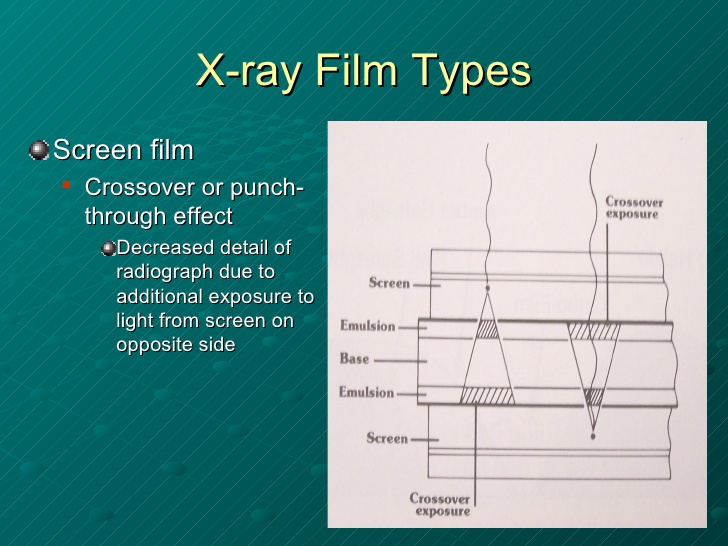 X-ray Film Types
Screen film
Crossover or punch-
through effect
Decreased detail of
radiograph due to
additional exposure to
light from screen on
opposite side
Crossover
exposure
Screen
Emulsion
Base
Emulsion
Screen
Crossover
exposure